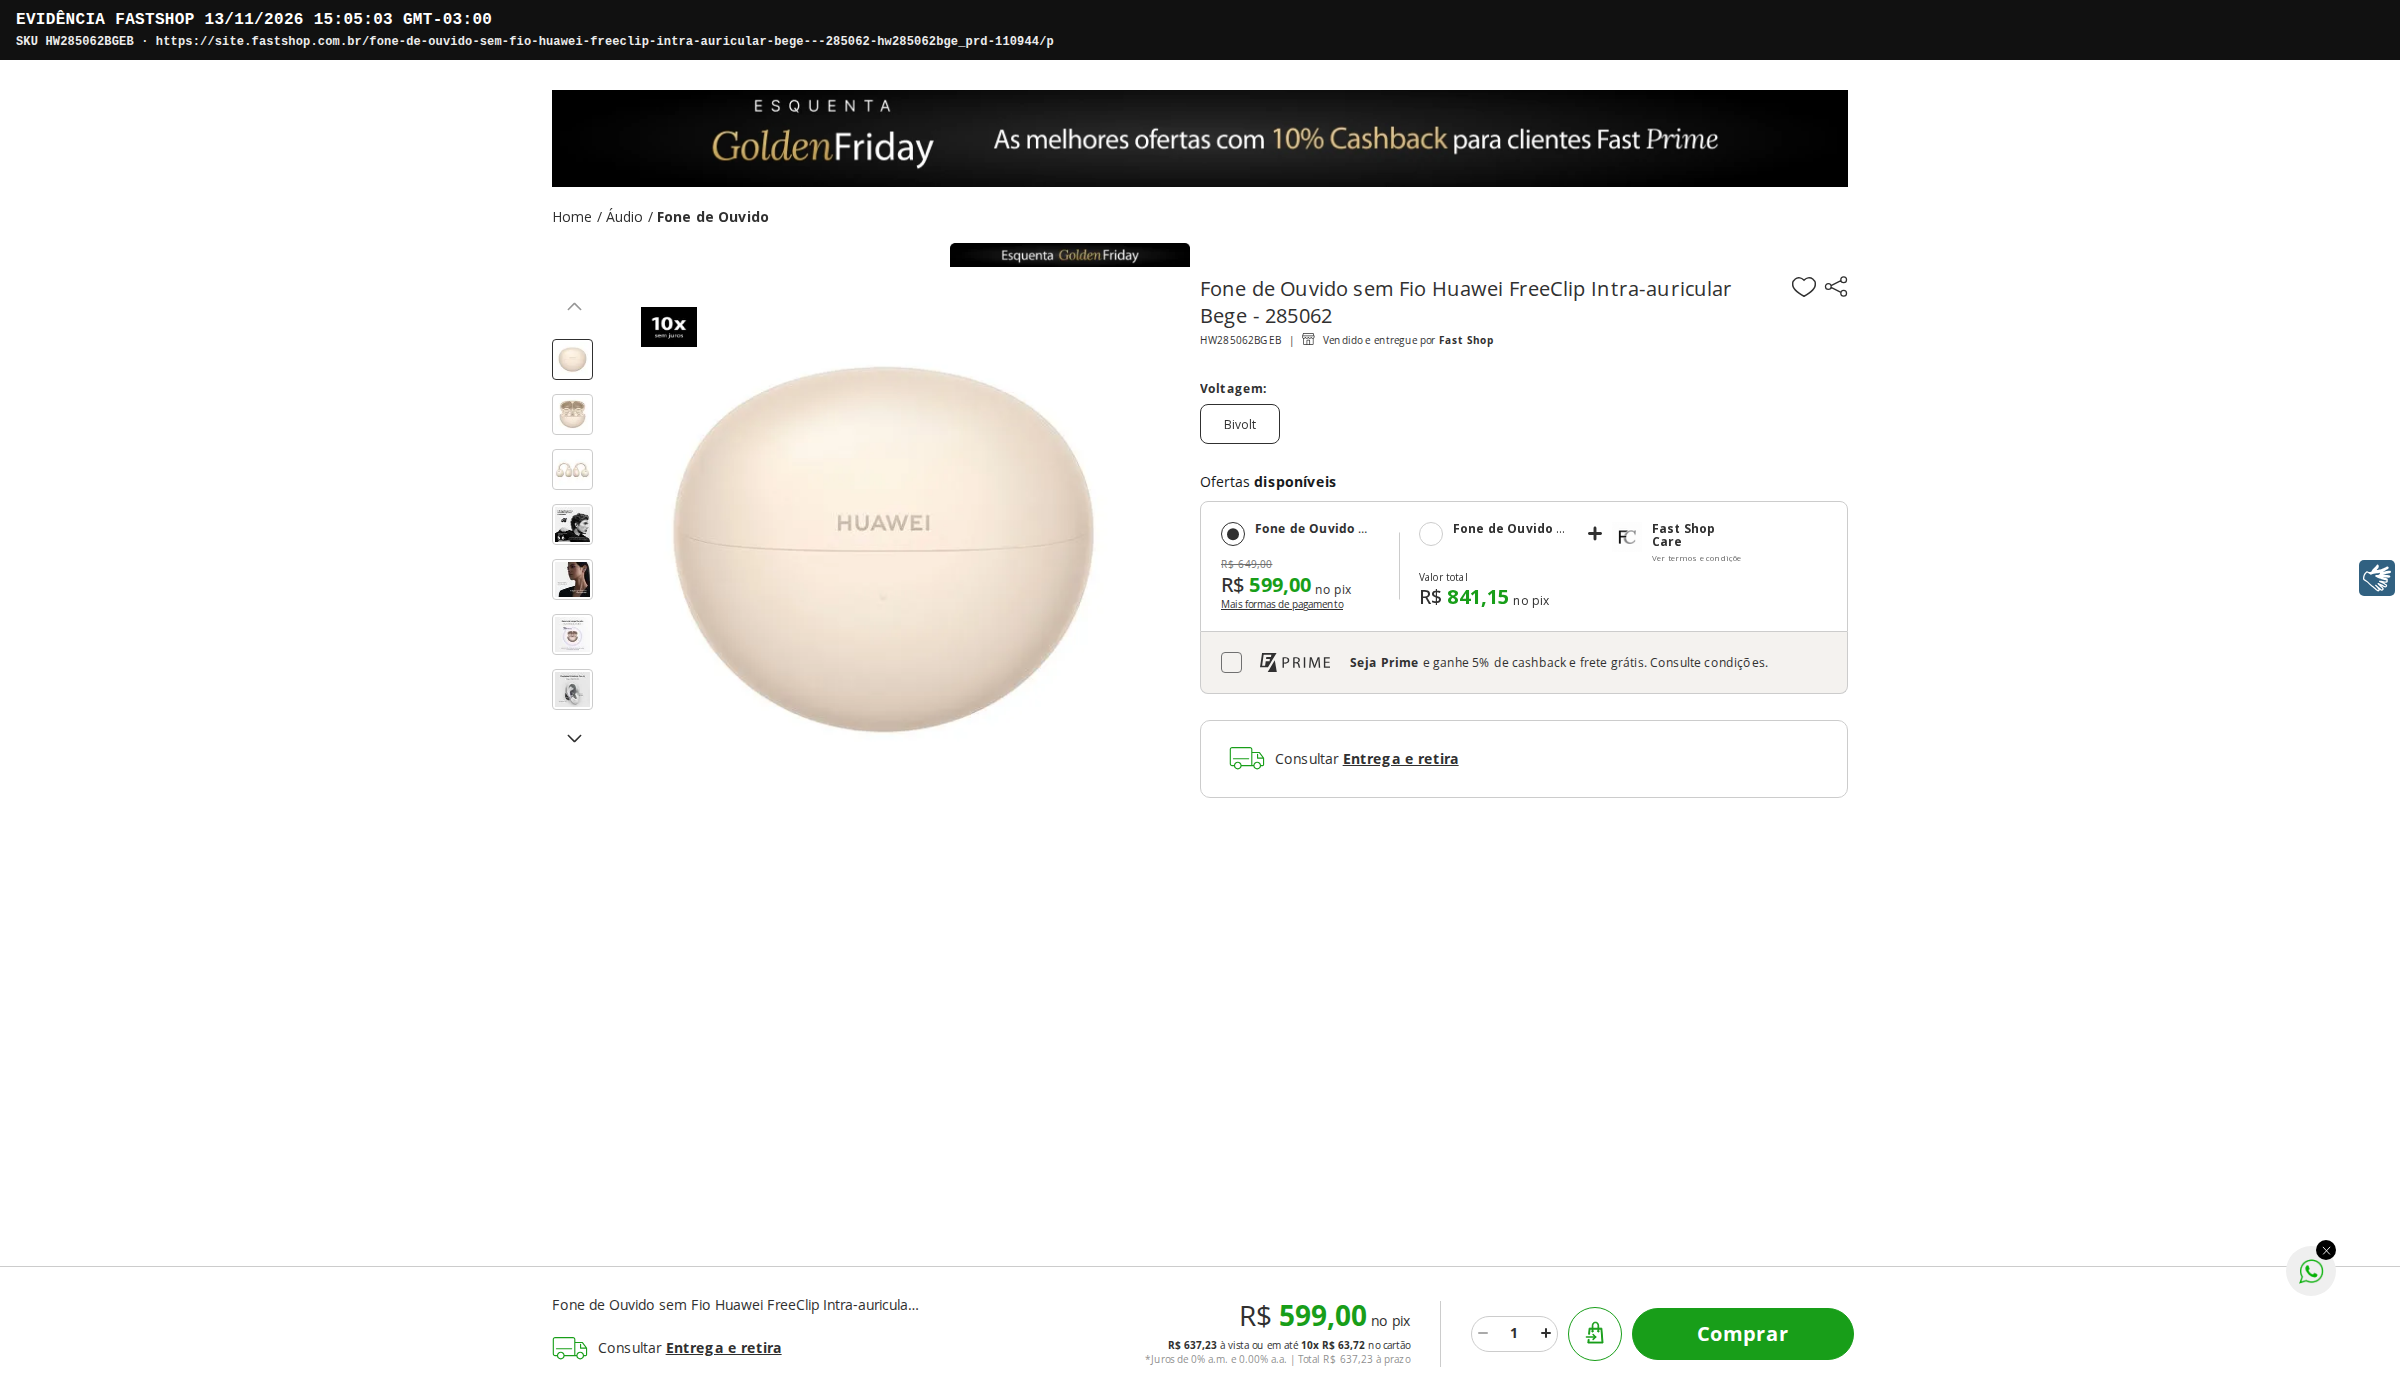 EVIDÊNCIA FASTSHOP 13/11/2026 15:05:03 GMT-03:00
SKU HW285062BGEB · https://site.fastshop.com.br/fone-de-ouvido-sem-fio-huawei-freeclip-intra-auricular-bege---285062-hw285062bge_prd-110944/p
ESQUENTA
GoldenFriday
As melhores ofertas com 10% Cashback para clientes Fast Prime
Home / Áudio / Fone de Ouvido
Esquenta GoldenFriday
10x
sem juros
HUAWEI
Fone de Ouvido sem Fio Huawei FreeClip Intra-auricular
Bege - 285062
HW285062BGEB | Vendido e entregue por Fast Shop
Voltagem:
Bivolt
Ofertas disponíveis
Fone de Ouvido ...
R$ 649,00
R$ 599,00 no pix
Mais formas de pagamento
Fone de Ouvido ...
+
FC
Fast Shop
Care
Ver termos e condiçõe
Valor total
R$ 841,15 no pix
PRIME
Seja Prime e ganhe 5% de cashback e frete grátis. Consulte condições.
Consultar Entrega e retira
Fone de Ouvido sem Fio Huawei FreeClip Intra-auricula...
Consultar Entrega e retira
R$ 599,00 no pix
R$ 637,23 à vista ou em até 10x R$ 63,72 no cartão
*Juros de 0% a.m. e 0.00% a.a. | Total R$ 637,23 à prazo
− 1 +
Comprar